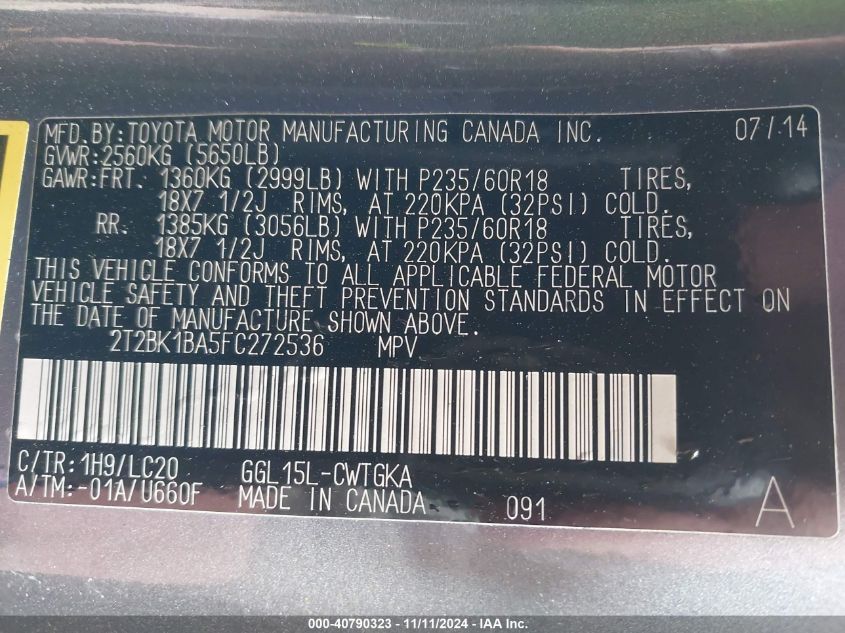 MFD.BY:TOYOTA MOTOR MANUFACTURING CANADA INC. 07/14
GVWR:2560KG (5650LB)
GAWR:FRT. 1360KG (2999LB) WITH P235/60R18 TIRES,
18X7 1/2J RIMS, AT 220KPA (32PSI) COLD.
RR. 1385KG (3056LB) WITH P235/60R18 TIRES,
18X7 1/2J RIMS, AT 220KPA (32PSI) COLD.
THIS VEHICLE CONFORMS TO ALL APPLICABLE FEDERAL MOTOR
VEHICLE SAFETY AND THEFT PREVENTION STANDARDS IN EFFECT ON
THE DATE OF MANUFACTURE SHOWN ABOVE.
2T2BK1BA5FC272536 MPV
C/TR:1H9/LC20 GGL15L-CWTGKA
A/TM:-01A/U660F MADE IN CANADA 091 A
000-40790323 - 11/11/2024 - IAA Inc.